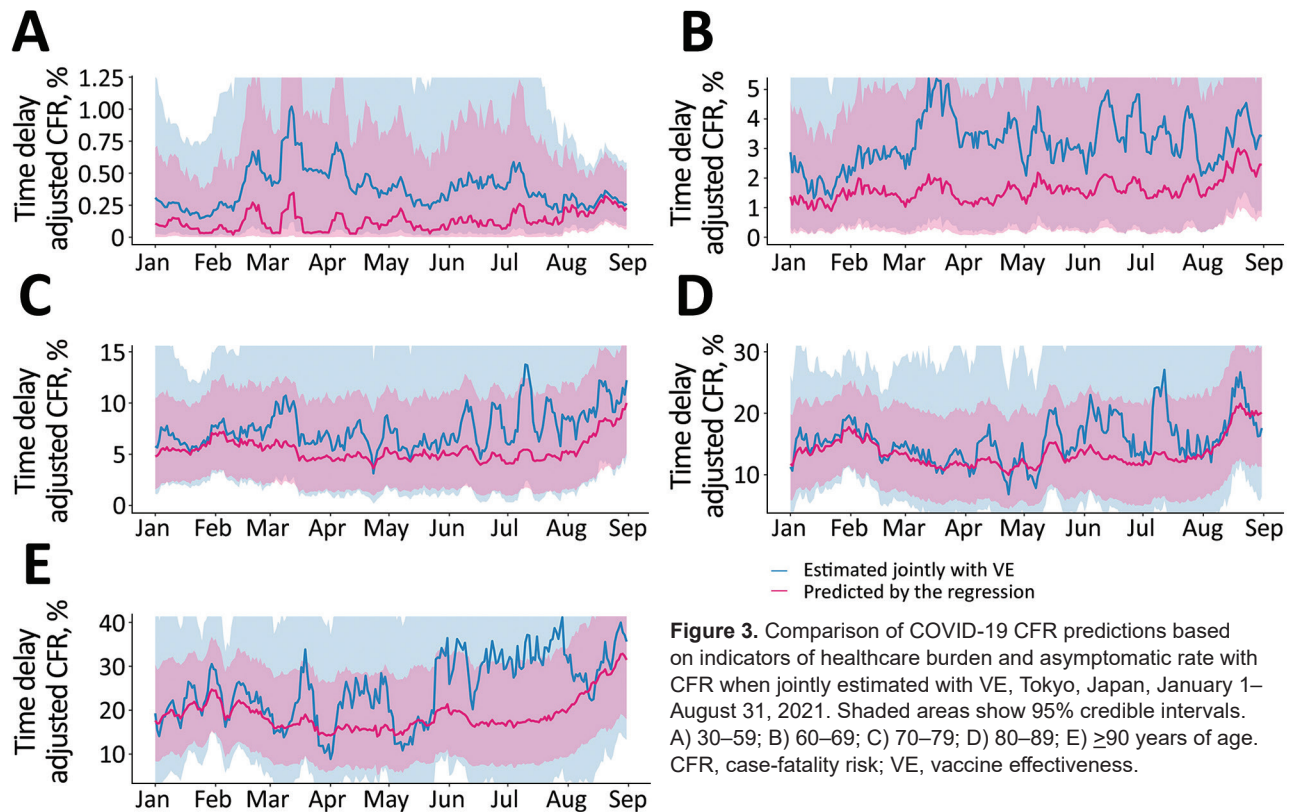 A
Time delay
adjusted CFR, %
1.25
1.00
0.75
0.50
0.25
0
Jan Feb Mar Apr May Jun Jul Aug Sep
B
Time delay
adjusted CFR, %
5
4
3
2
1
0
Jan Feb Mar Apr May Jun Jul Aug Sep
C
Time delay
adjusted CFR, %
15
10
5
0
Jan Feb Mar Apr May Jun Jul Aug Sep
D
Time delay
adjusted CFR, %
30
20
10
Jan Feb Mar Apr May Jun Jul Aug Sep
E
Time delay
adjusted CFR, %
40
30
20
10
Jan Feb Mar Apr May Jun Jul Aug Sep
Estimated jointly with VE
Predicted by the regression
Figure 3. Comparison of COVID-19 CFR predictions based
on indicators of healthcare burden and asymptomatic rate with
CFR when jointly estimated with VE, Tokyo, Japan, January 1–
August 31, 2021. Shaded areas show 95% credible intervals.
A) 30–59; B) 60–69; C) 70–79; D) 80–89; E) ≥90 years of age.
CFR, case-fatality risk; VE, vaccine effectiveness.